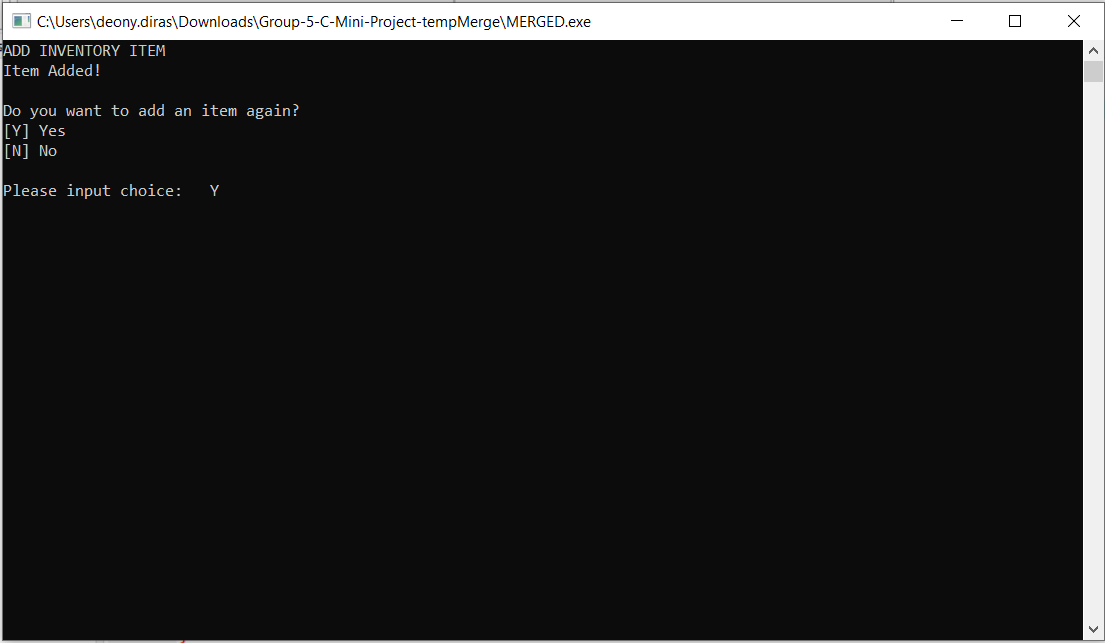 C:\Users\deony.diras\Downloads\Group-5-C-Mini-Project-tempMerge\MERGED.exe
ADD INVENTORY ITEM
Item Added!
Do you want to add an item again?
[Y] Yes
[N] No
Please input choice:   Y